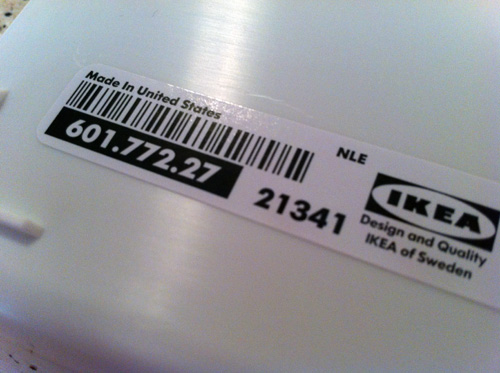 Made In United States
601.772.27
21341
NLE
IKEA
Design and Quality
IKEA of Sweden